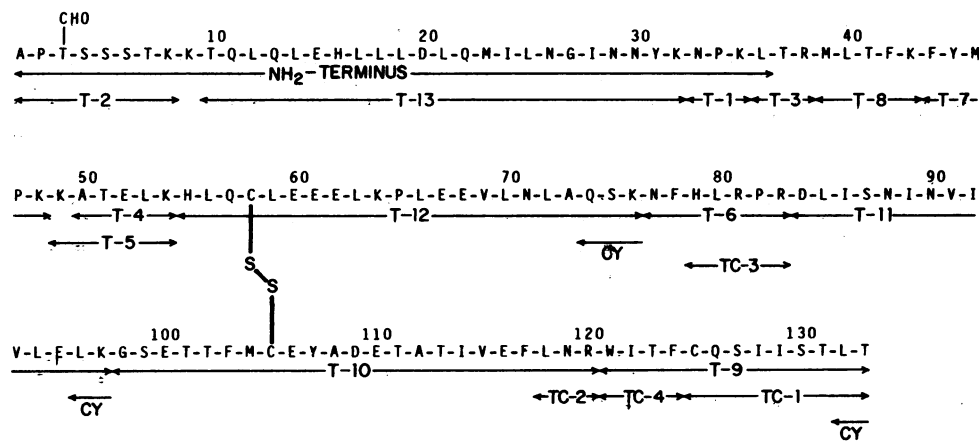 CHO
10 20 30 40
A-P-T-S-S-S-T-K-K-T-Q-L-Q-L-E-H-L-L-L-D-L-Q-M-I-L-N-G-I-N-N-Y-K-N-P-K-L-T-R-M-L-T-F-K-F-Y-M
NH₂-TERMINUS
T-2 T-13 T-1 T-3 T-8 T-7-
50 60 70 80 90
P-K-K-A-T-E-L-K-H-L-Q-C-L-E-E-E-L-K-P-L-E-E-V-L-N-L-A-Q-S-K-N-F-H-L-R-P-R-D-L-I-S-N-I-N-V-I
T-4 T-12 T-6 T-11
T-5
CY
S
TC-3
S
100 110 120 130
V-L-E-L-K-G-S-E-T-T-F-M-C-E-Y-A-D-E-T-A-T-I-V-E-F-L-N-R-W-I-T-F-C-Q-S-I-I-S-T-L-T
T-10 T-9
CY TC-2 TC-4 TC-1
CY